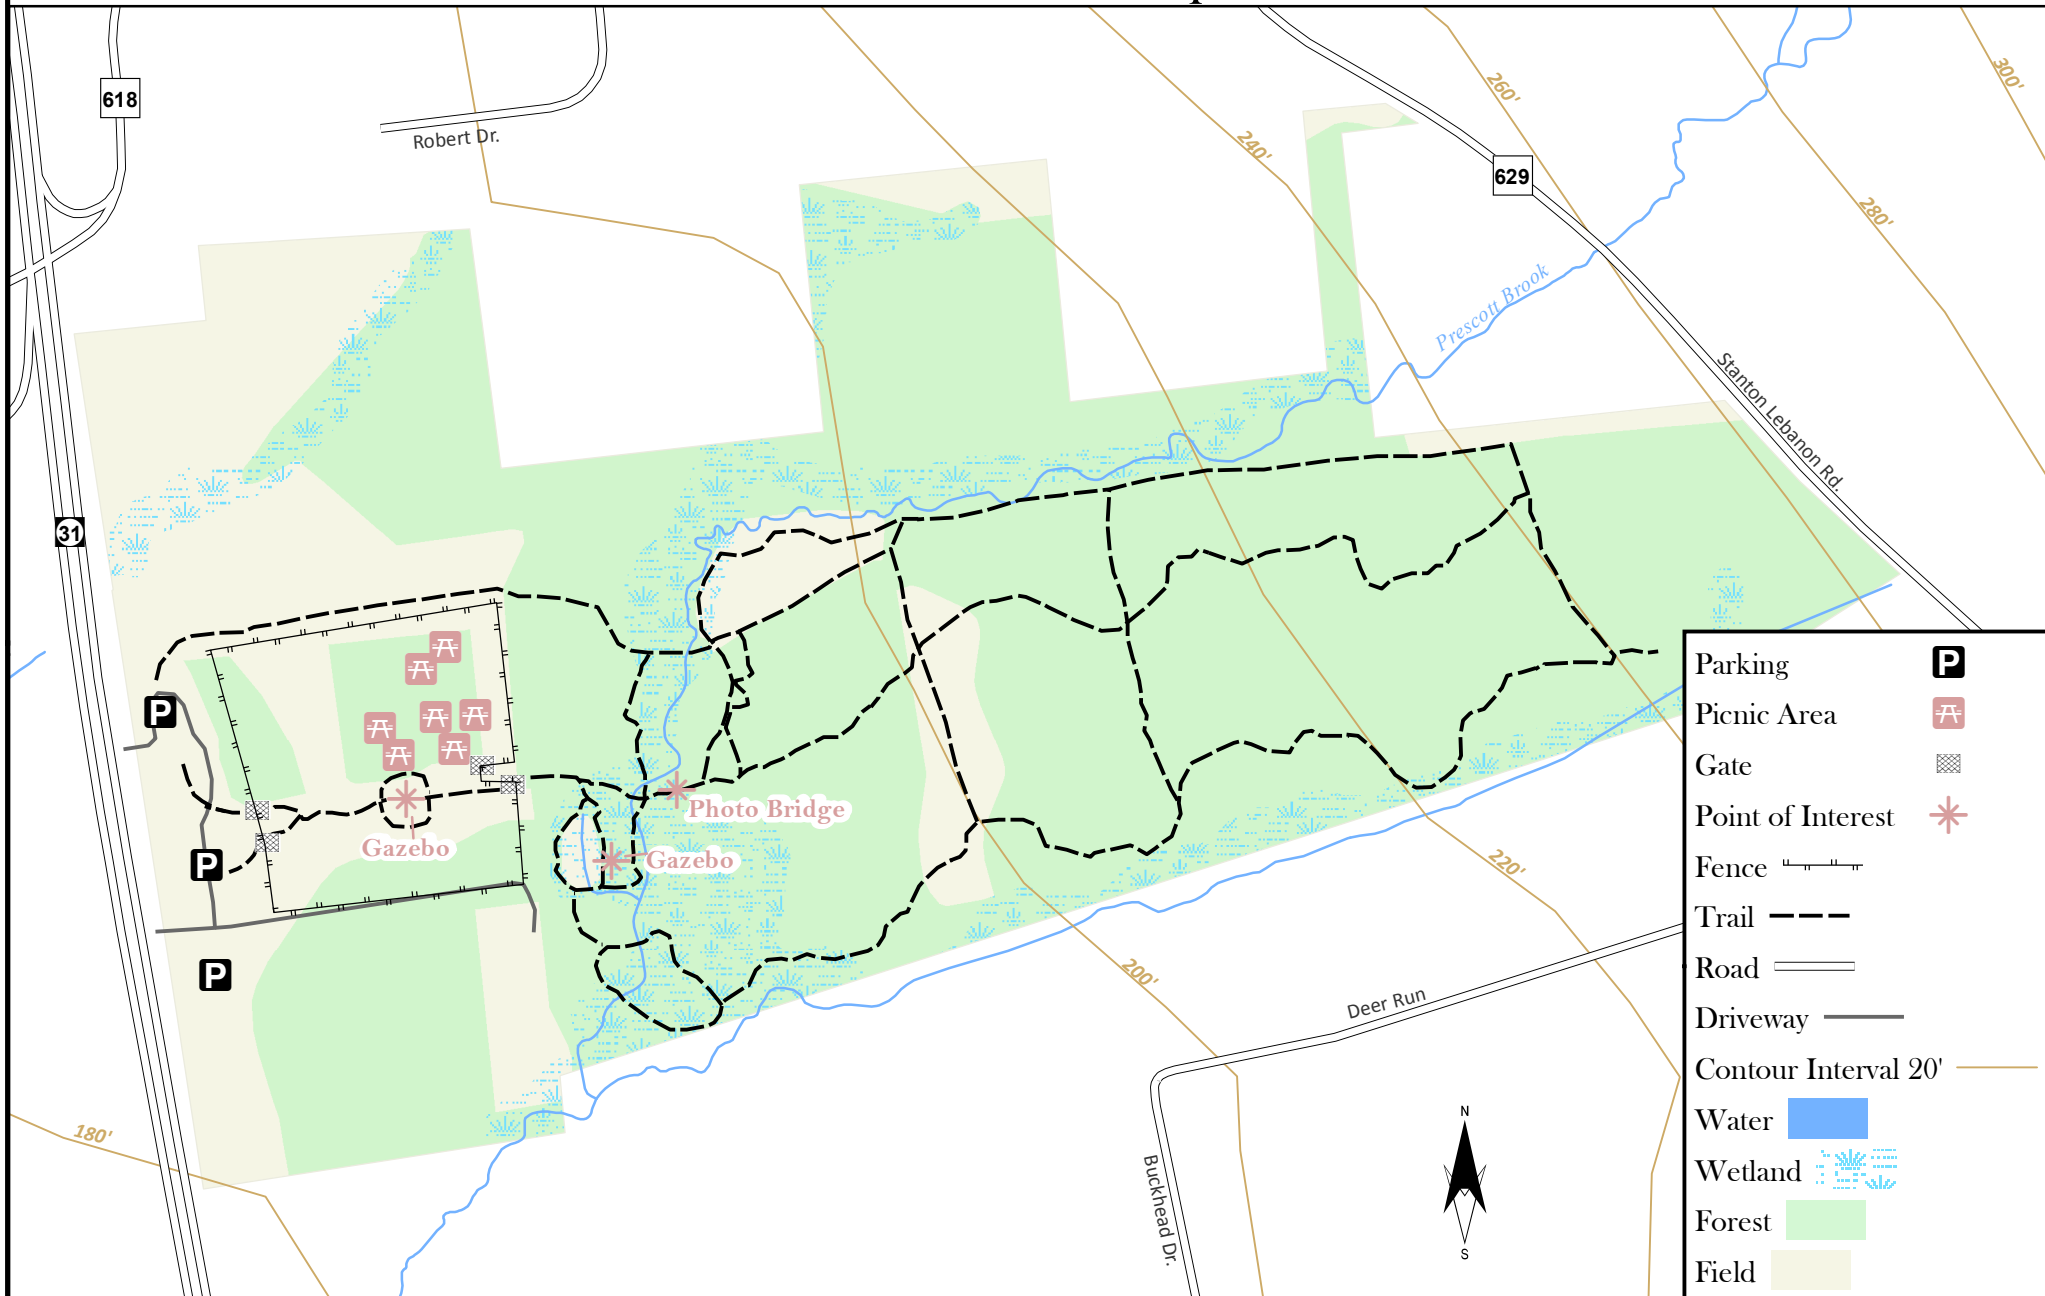 618
Robert Dr.
260'
300'
240'
629
280'
Prescott Brook
Stanton Lebanon Rd.
31
P
P
P
Photo Bridge
Gazebo
Gazebo
220'
200'
Deer Run
180'
Buckhead Dr.
N
S
Parking P
Picnic Area
Gate
Point of Interest
Fence
Trail
Road
Driveway
Contour Interval 20'
Water
Wetland
Forest
Field